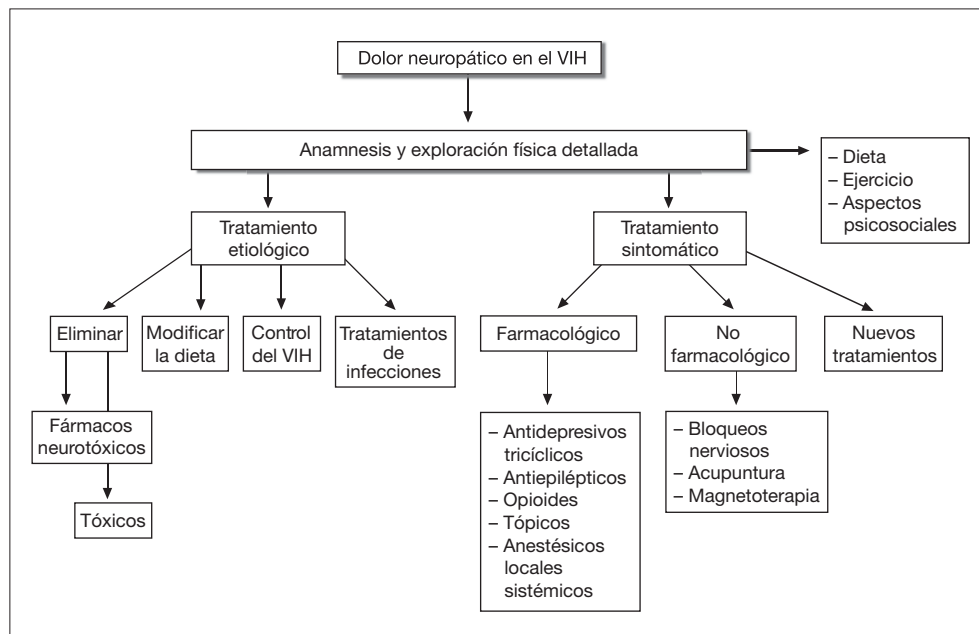 Dolor neuropático en el VIH
Anamnesis y exploración física detallada
– Dieta
– Ejercicio
– Aspectos
psicosociales
Tratamiento
etiológico
Tratamiento
sintomático
Eliminar
Modificar
la dieta
Control
del VIH
Tratamientos
de
infecciones
Farmacológico
No
farmacológico
Nuevos
tratamientos
Fármacos
neurotóxicos
Tóxicos
– Antidepresivos
tricíclicos
– Antiepilépticos
– Opioides
– Tópicos
– Anestésicos
locales
sistémicos
– Bloqueos
nerviosos
– Acupuntura
– Magnetoterapia